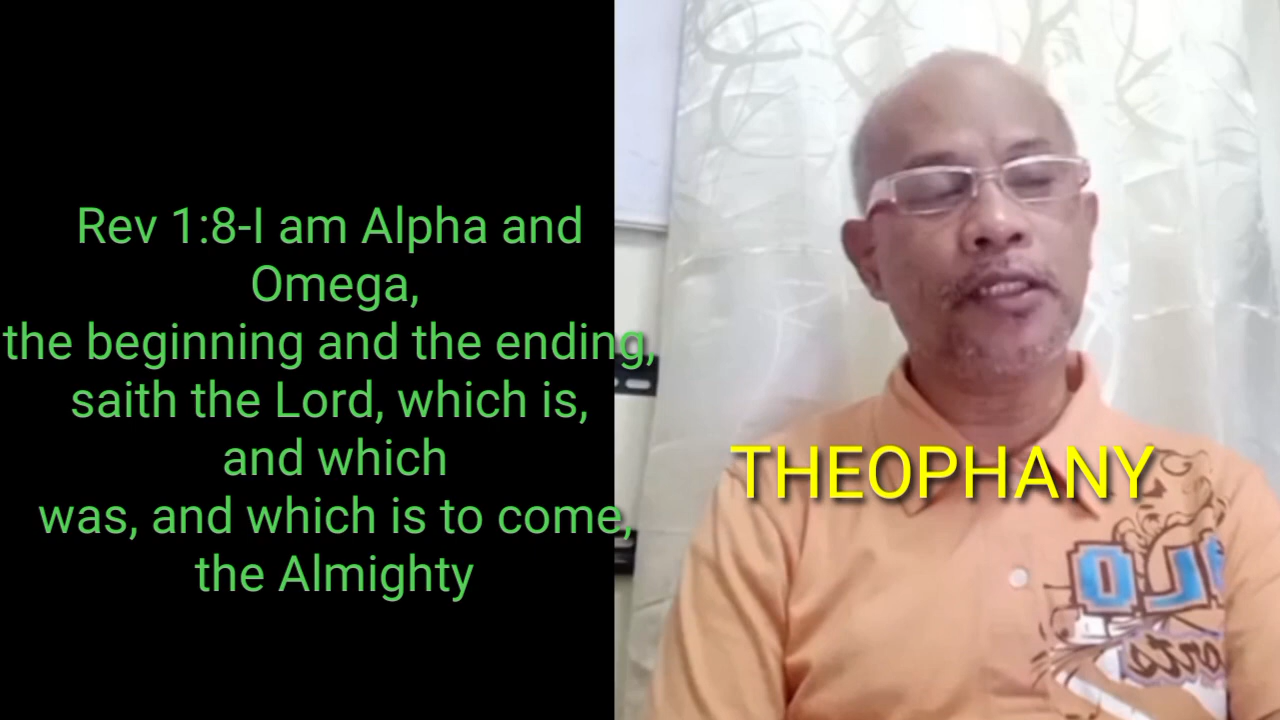 Rev 1:8-I am Alpha and
Omega,
the beginning and the ending,
saith the Lord, which is,
and which
was, and which is to come,
the Almighty
THEOPHANY